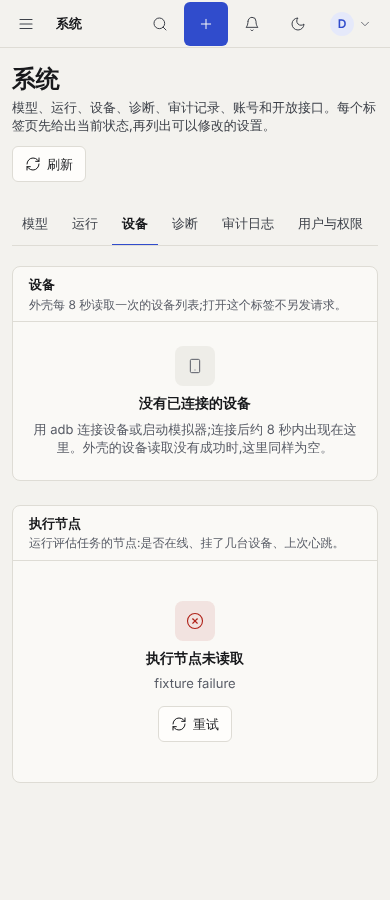 系统
D
系统
模型、运行、设备、诊断、审计记录、账号和开放接口。每个标
签页先给出当前状态,再列出可以修改的设置。
刷新
模型 运行 设备 诊断 审计日志 用户与权限
设备
外壳每 8 秒读取一次的设备列表;打开这个标签不另发请求。
没有已连接的设备
用 adb 连接设备或启动模拟器;连接后约 8 秒内出现在这
里。外壳的设备读取没有成功时,这里同样为空。
执行节点
运行评估任务的节点:是否在线、挂了几台设备、上次心跳。
执行节点未读取
fixture failure
重试